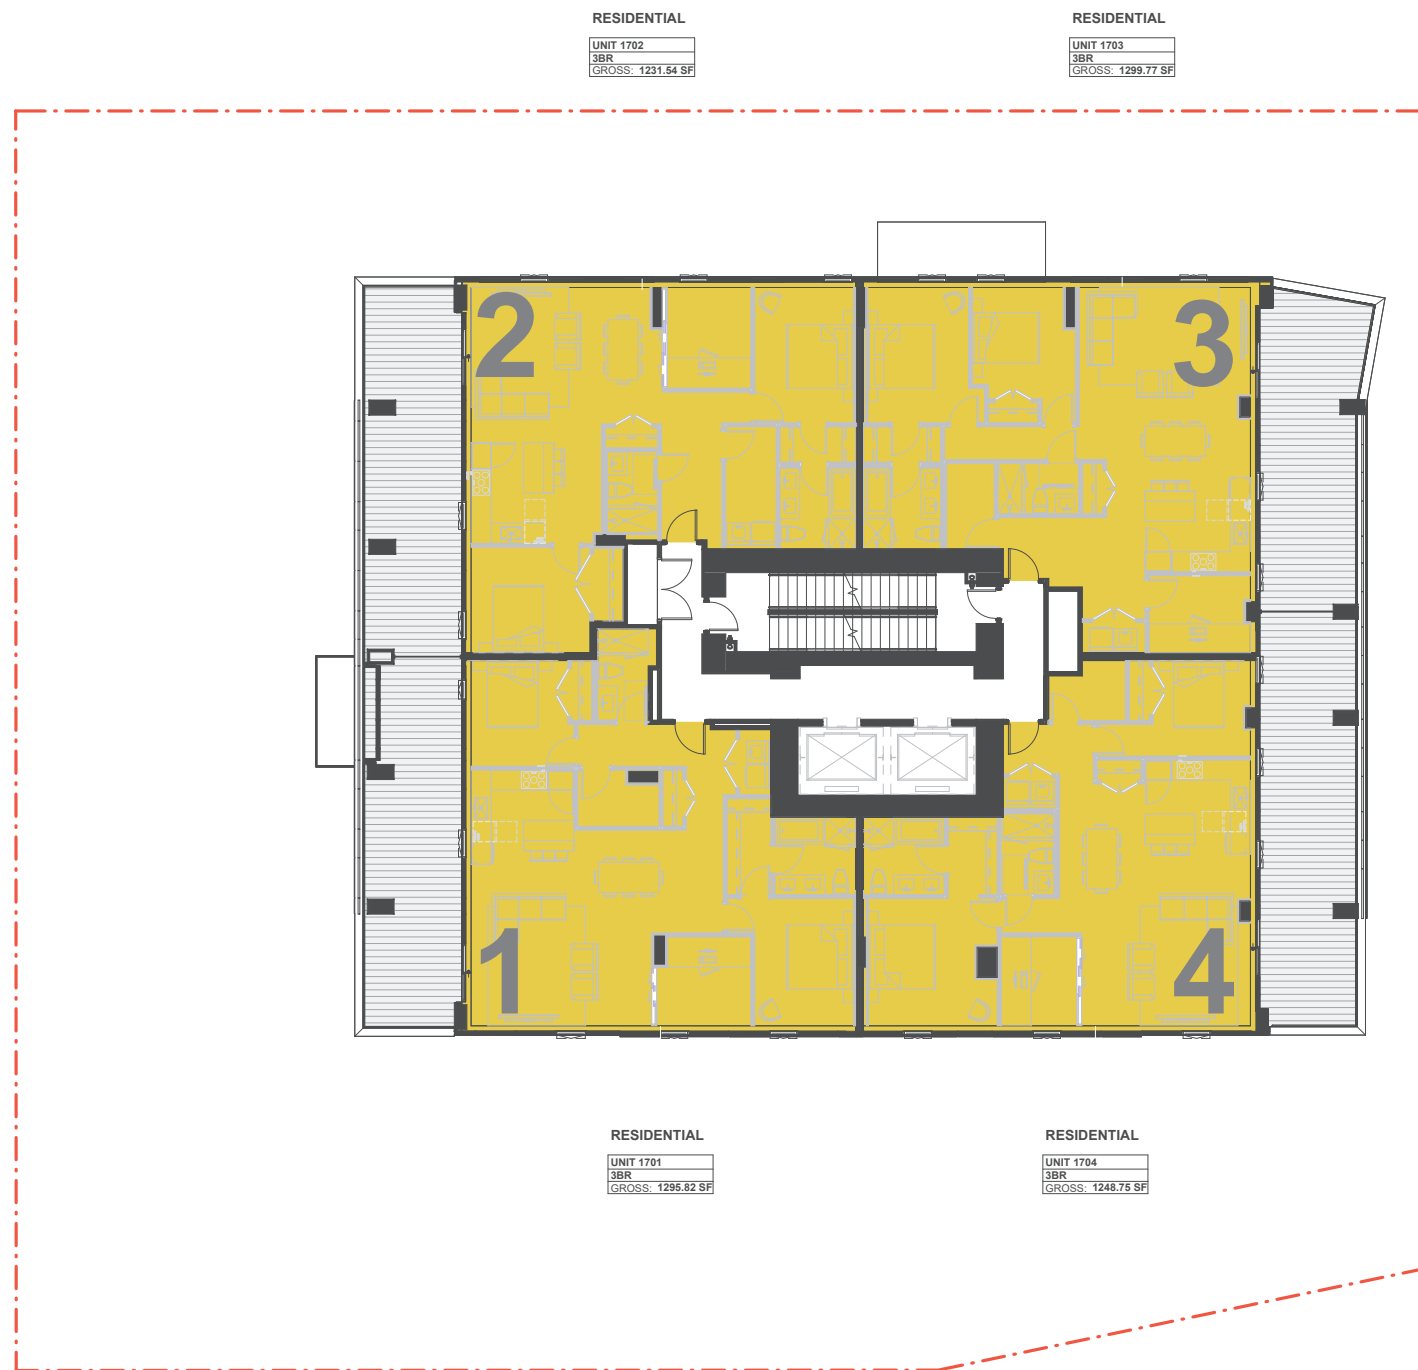 RESIDENTIAL
UNIT 1702
3BR
GROSS: 1231.54 SF
RESIDENTIAL
UNIT 1703
3BR
GROSS: 1299.77 SF
2
3
1
4
RESIDENTIAL
UNIT 1701
3BR
GROSS: 1295.82 SF
RESIDENTIAL
UNIT 1704
3BR
GROSS: 1248.75 SF